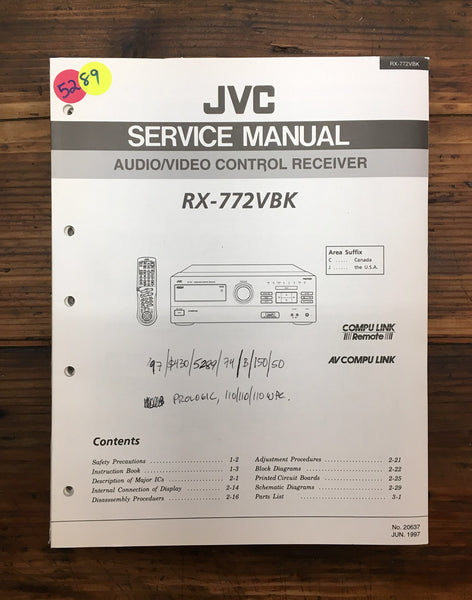 RX-772VBK
5289
JVC
SERVICE MANUAL
AUDIO/VIDEO CONTROL RECEIVER
RX-772VBK
Area Suffix
C ..... Canada
J ..... the U.S.A.
JVC
COMPU LINK
Remote
AV COMPU LINK
'97/$430/5289/74/3/150/50
PROLOGIC, 110/110/110 WPC.
Contents
Safety Precautions 1-2
Instruction Book 1-3
Description of Major ICs 2-1
Internal Connection of Display 2-14
Disasssembly Proceduers 2-16
Adjustment Procedures 2-21
Block Diagrams 2-22
Printed Circuit Boards 2-25
Schematic Diagrams 2-29
Parts List 3-1
No. 20637
JUN. 1997